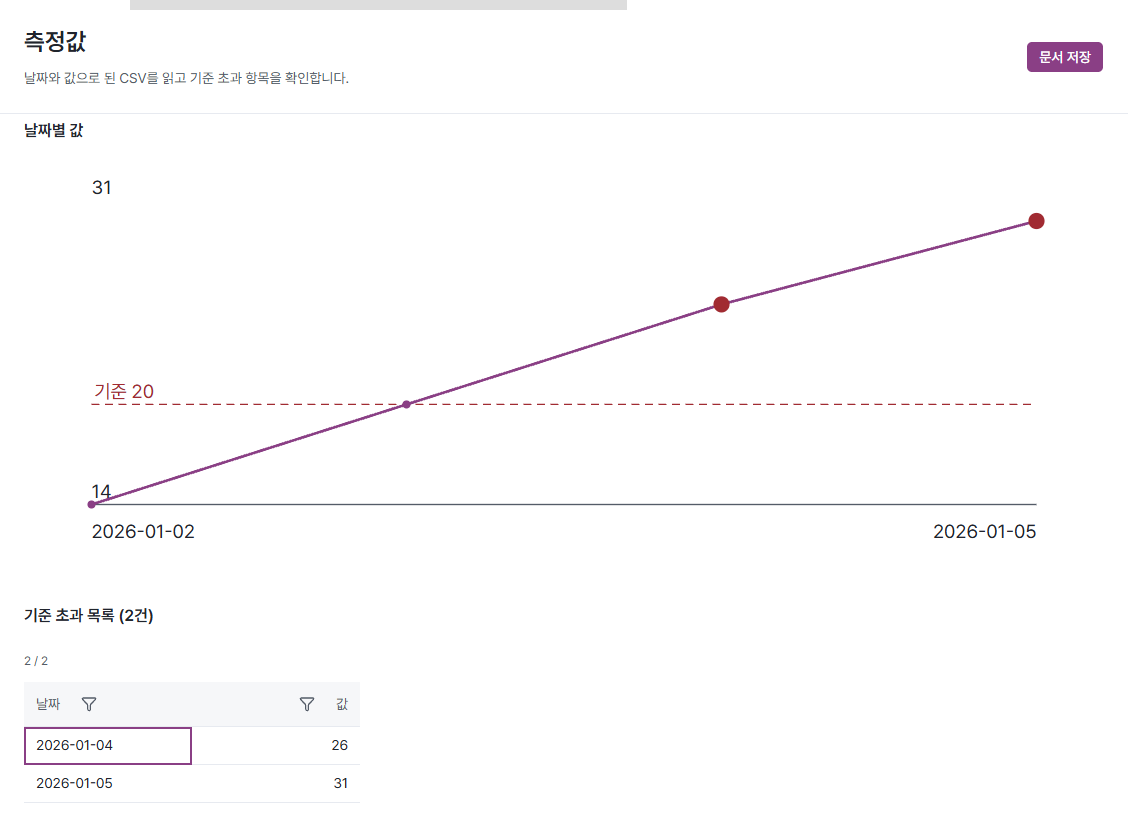 측정값
날짜와 값으로 된 CSV를 읽고 기준 초과 항목을 확인합니다.
문서 저장
날짜별 값
31
기준 20
14
2026-01-02 2026-01-05
기준 초과 목록 (2건)
2 / 2
날짜 값
2026-01-04 26
2026-01-05 31